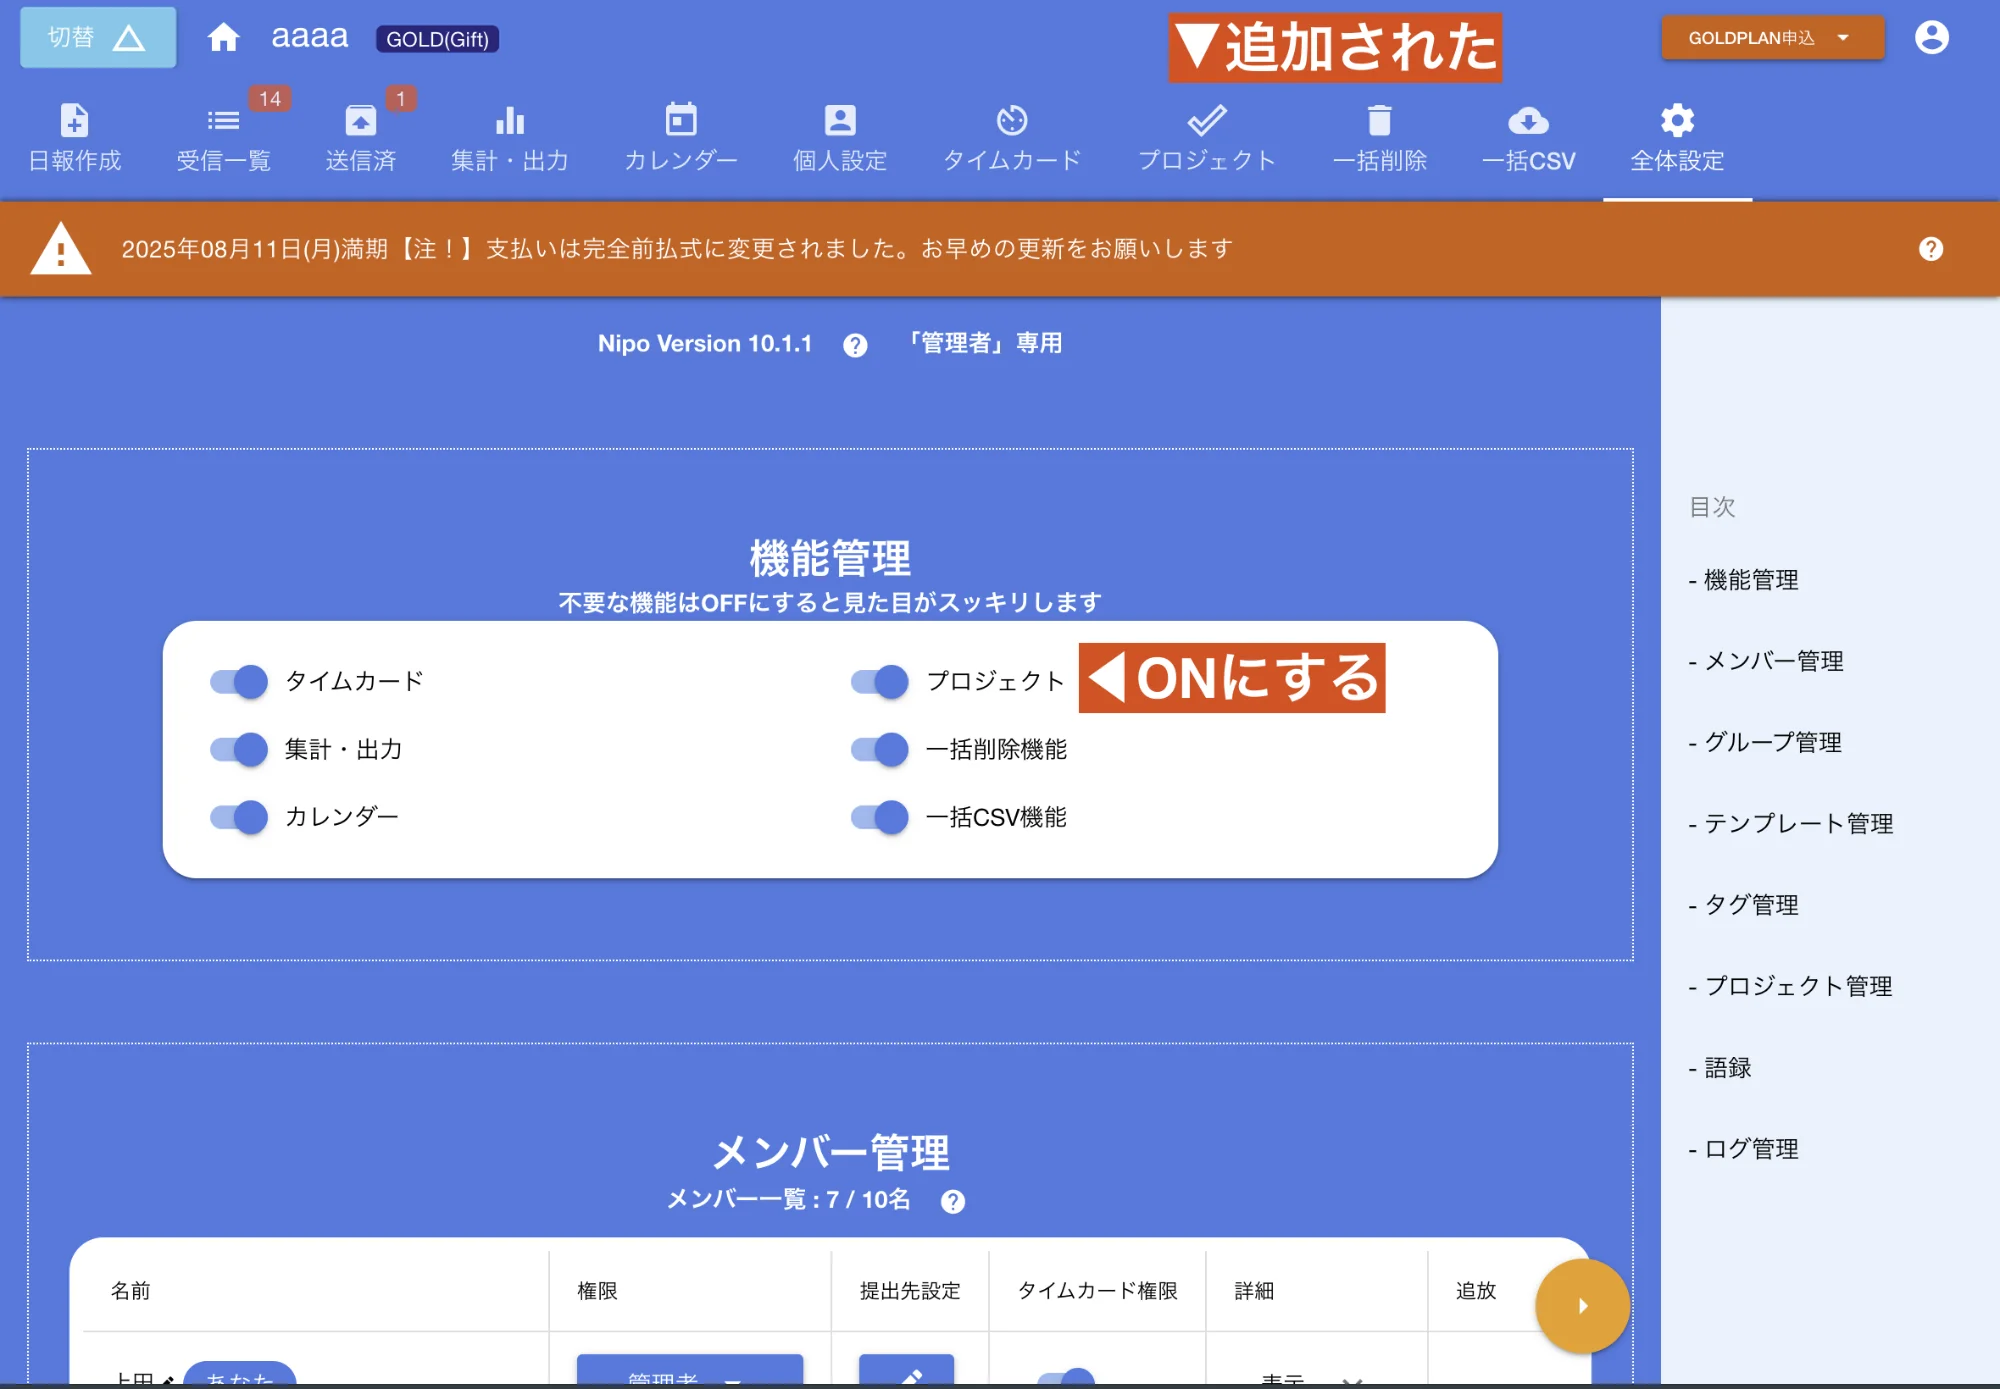 切替
aaaa
GOLD(Gift)
▼追加された
GOLDPLAN申込
日報作成
14
受信一覧
1
送信済
集計・出力
カレンダー
個人設定
タイムカード
プロジェクト
一括削除
一括CSV
全体設定
2025年08月11日(月)満期【注！】支払いは完全前払式に変更されました。お早めの更新をお願いします
Nipo Version 10.1.1 「管理者」専用
機能管理
不要な機能はOFFにすると見た目がスッキリします
タイムカード
プロジェクト
◀ONにする
集計・出力
一括削除機能
カレンダー
一括CSV機能
メンバー管理
メンバー一覧 : 7 / 10名
名前
権限
提出先設定
タイムカード権限
詳細
追放
上田
あなた
管理者
表示
目次
- 機能管理
- メンバー管理
- グループ管理
- テンプレート管理
- タグ管理
- プロジェクト管理
- 語録
- ログ管理